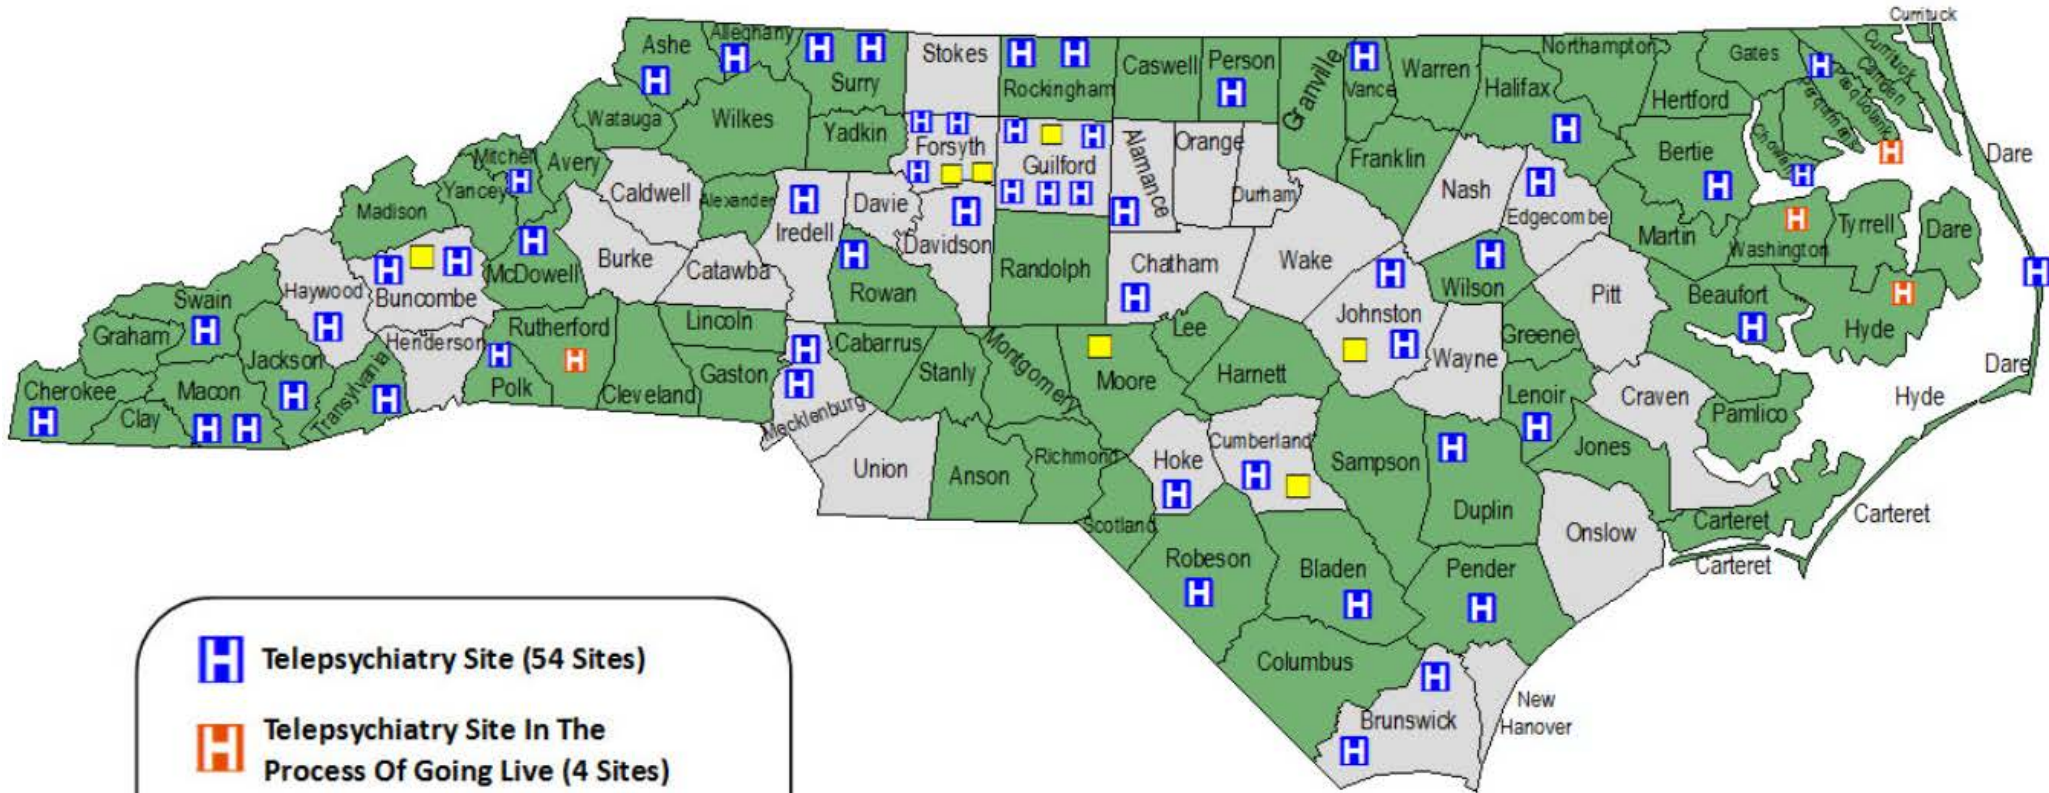 Currituck
Ashe
Alleghany
Surry
Stokes
Rockingham
Caswell
Person
Granville
Vance
Warren
Northampton
Halifax
Hertford
Gates
Currituck
Camden
Pasquotank
Perquimans
Chowan
Watauga
Wilkes
Yadkin
Forsyth
Guilford
Alamance
Orange
Durham
Franklin
Nash
Edgecombe
Bertie
Dare
Mitchell
Avery
Yancey
Caldwell
Alexander
Iredell
Davie
Davidson
Randolph
Chatham
Wake
Wilson
Martin
Washington
Tyrrell
Dare
Madison
Buncombe
McDowell
Burke
Catawba
Rowan
Johnston
Pitt
Beaufort
Hyde
Haywood
Swain
Graham
Jackson
Henderson
Rutherford
Lincoln
Cabarrus
Stanly
Montgomery
Moore
Lee
Harnett
Wayne
Greene
Lenoir
Craven
Pamlico
Hyde
Dare
Cherokee
Clay
Macon
Transylvania
Polk
Cleveland
Gaston
Mecklenburg
Union
Anson
Richmond
Hoke
Cumberland
Sampson
Duplin
Jones
Onslow
Carteret
Carteret
Carteret
Scotland
Robeson
Bladen
Pender
Columbus
Brunswick
New
Hanover
H Telepsychiatry Site (54 Sites)
H Telepsychiatry Site In The
Process Of Going Live (4 Sites)